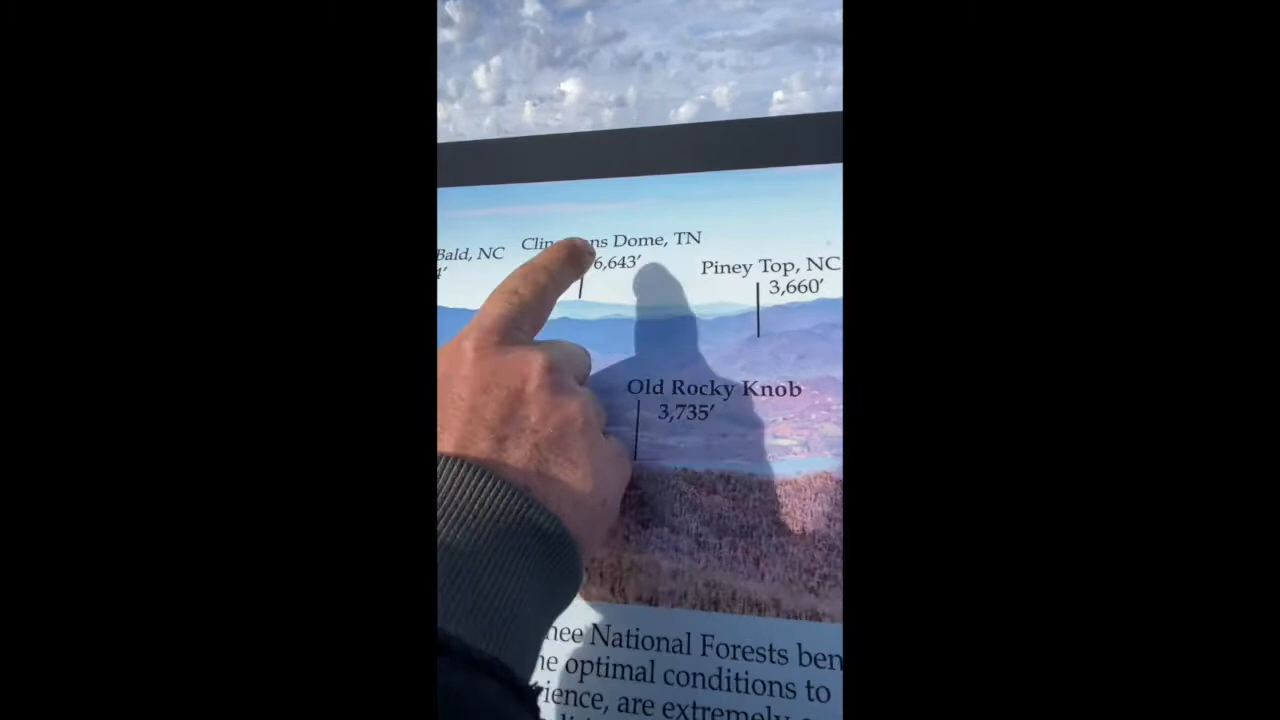 Bald, NC
4'
Dome, TN
6,643'
Piney Top, NC
3,660'
Old Rocky Knob
3,735'
National Forests
optimal conditions to
are extremely